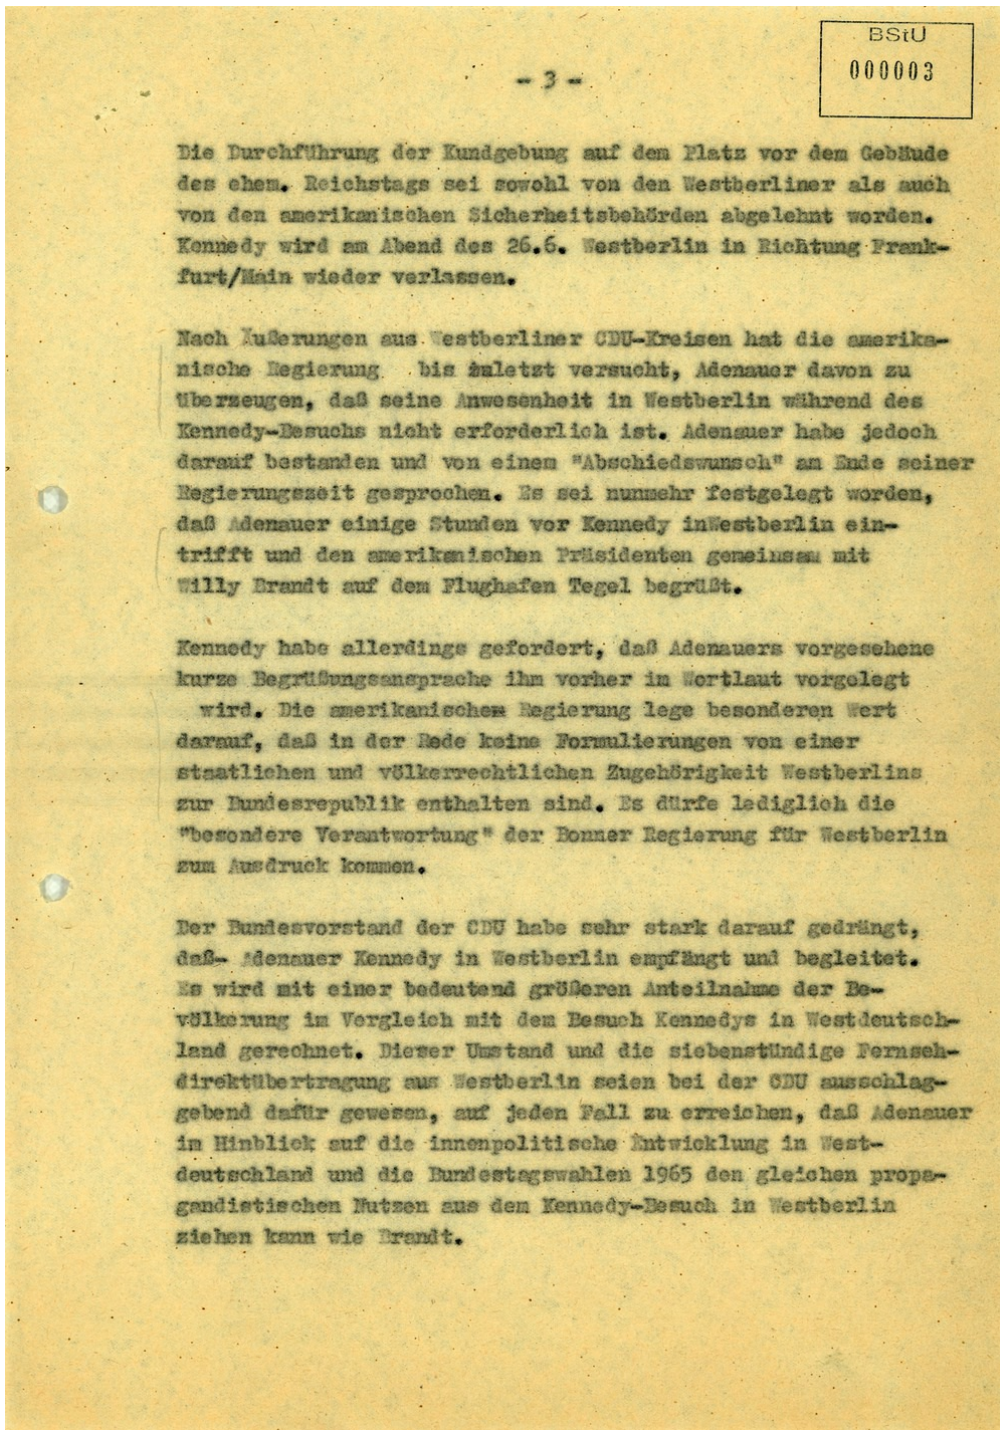 BStU
000003
- 3 -
Die Durchführung der Kundgebung auf dem Platz vor dem Gebäude
des ehem. Reichstags sei sowohl von den Westberliner als auch
von den amerikanischen Sicherheitsbehörden abgelehnt worden.
Kennedy wird am Abend des 26.6. Westberlin in Richtung Frank-
furt/Main wieder verlassen.
Nach Äußerungen aus Westberliner CDU-Kreisen hat die amerika-
nische Regierung bis zuletzt versucht, Adenauer davon zu
überzeugen, daß seine Anwesenheit in Westberlin während des
Kennedy-Besuchs nicht erforderlich ist. Adenauer habe jedoch
darauf bestanden und von einem "Abschiedswunsch" am Ende seiner
Regierungszeit gesprochen. Es sei nunmehr festgelegt worden,
daß Adenauer einige Stunden vor Kennedy inWestberlin ein-
trifft und den amerikanischen Präsidenten gemeinsam mit
Willy Brandt auf dem Flughafen Tegel begrüßt.
Kennedy habe allerdings gefordert, daß Adenauers vorgesehene
kurze Begrüßungsansprache ihm vorher im Wortlaut vorgelegt
wird. Die amerikanische Regierung lege besonderen Wert
darauf, daß in der Rede keine Formulierungen von einer
staatlichen und völkerrechtlichen Zugehörigkeit Westberlins
zur Bundesrepublik enthalten sind. Es dürfe lediglich die
"besondere Verantwortung" der Bonner Regierung für Westberlin
zum Ausdruck kommen.
Der Bundesvorstand der CDU habe sehr stark darauf gedrängt,
daß- Adenauer Kennedy in Westberlin empfängt und begleitet.
Es wird mit einer bedeutend größeren Anteilnahme der Be-
völkerung im Vergleich mit dem Besuch Kennedys in Westdeutsch-
land gerechnet. Dieser Umstand und die siebenstündige Fernseh-
direktübertragung aus Westberlin seien bei der CDU ausschlag-
gebend dafür gewesen, auf jeden Fall zu erreichen, daß Adenauer
im Hinblick auf die innenpolitische Entwicklung in West-
deutschland und die Bundestagswahlen 1965 den gleichen propa-
gandistischen Nutzen aus dem Kennedy-Besuch in Westberlin
ziehen kann wie Brandt.